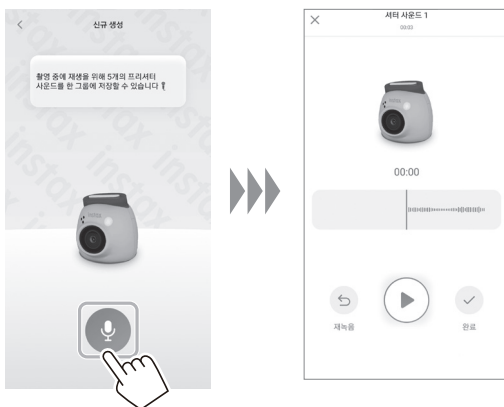 신규 생성
촬영 중에 재생을 위해 5개의 프리셔터
사운드를 한 그룹에 저장할 수 있습니다
instax
셔터 사운드 1
00:03
00:00
재녹음
완료